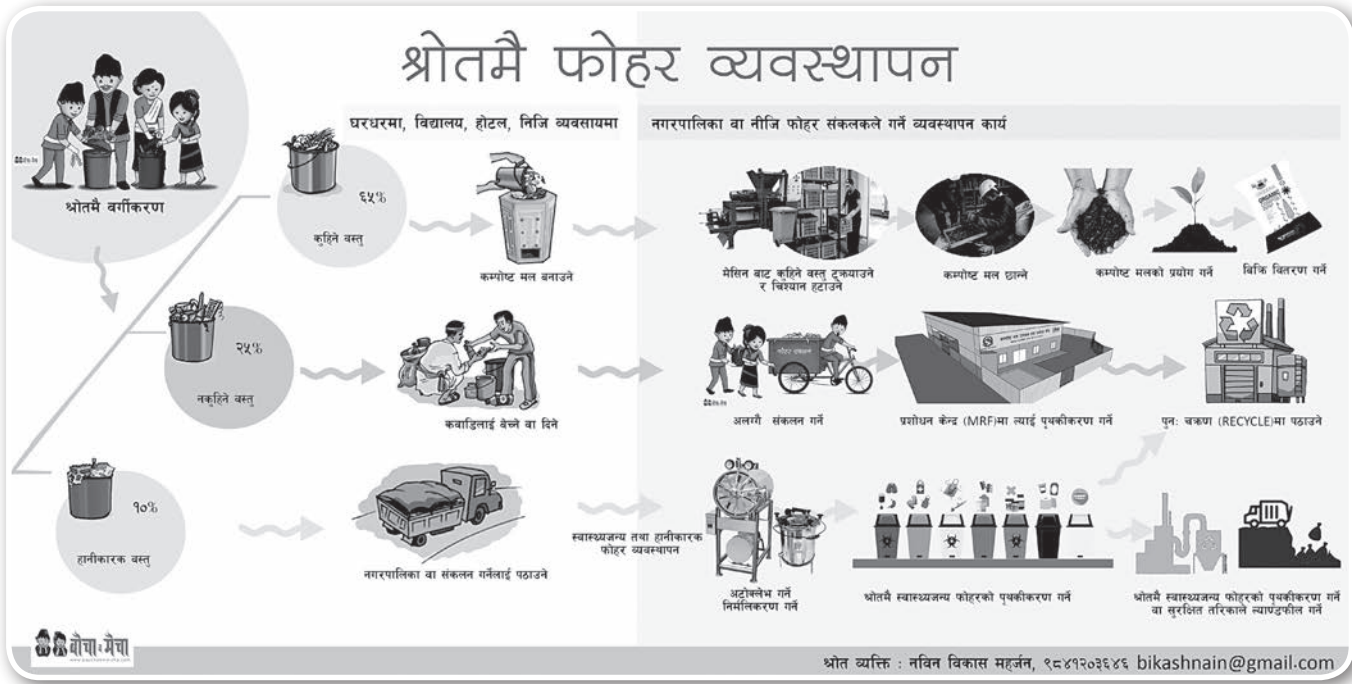 श्रोतमै फोहर व्यवस्थापन
श्रोतमै वर्गीकरण
घरधरमा, विद्यालय, होटल, निजि व्यवसायमा
नगरपालिका वा नीजि फोहर संकलकले गर्ने व्यवस्थापन कार्य
६५%
कुहिने वस्तु
कम्पोष्ट मल बनाउने
मेसिन बाट कुहिने वस्तु टुक्रयाउने
र चिश्यान हटाउने
कम्पोष्ट मल छान्ने
कम्पोष्ट मलको प्रयोग गर्ने
ORGANIC
बिक्रि वितरण गर्ने
२५%
नकुहिने वस्तु
कवाडिलाई बेच्ने वा दिने
फोहर संकलन
अलग्गै संकलन गर्ने
प्रशोधन केन्द्र (MRF)मा ल्याई पृथकीकरण गर्ने
पुनः चक्रण (RECYCLE)मा पठाउने
१०%
हानीकारक वस्तु
नगरपालिका वा संकलन गर्नेलाई पठाउने
स्वास्थ्यजन्य तथा हानीकारक
फोहर व्यवस्थापन
अटोक्लेभ गर्ने
निर्मलिकरण गर्ने
श्रोतमै स्वास्थ्यजन्य फोहरको पृथकीकरण गर्ने
श्रोतमै स्वास्थ्यजन्य फोहरको पृथकीकरण गर्ने
वा सुरक्षित तरिकाले ल्याण्डफील गर्ने
बौचा र मैचा
श्रोत व्यक्ति : नविन विकास महर्जन, ९८४१२०३६४६ bikashnain@gmail.com